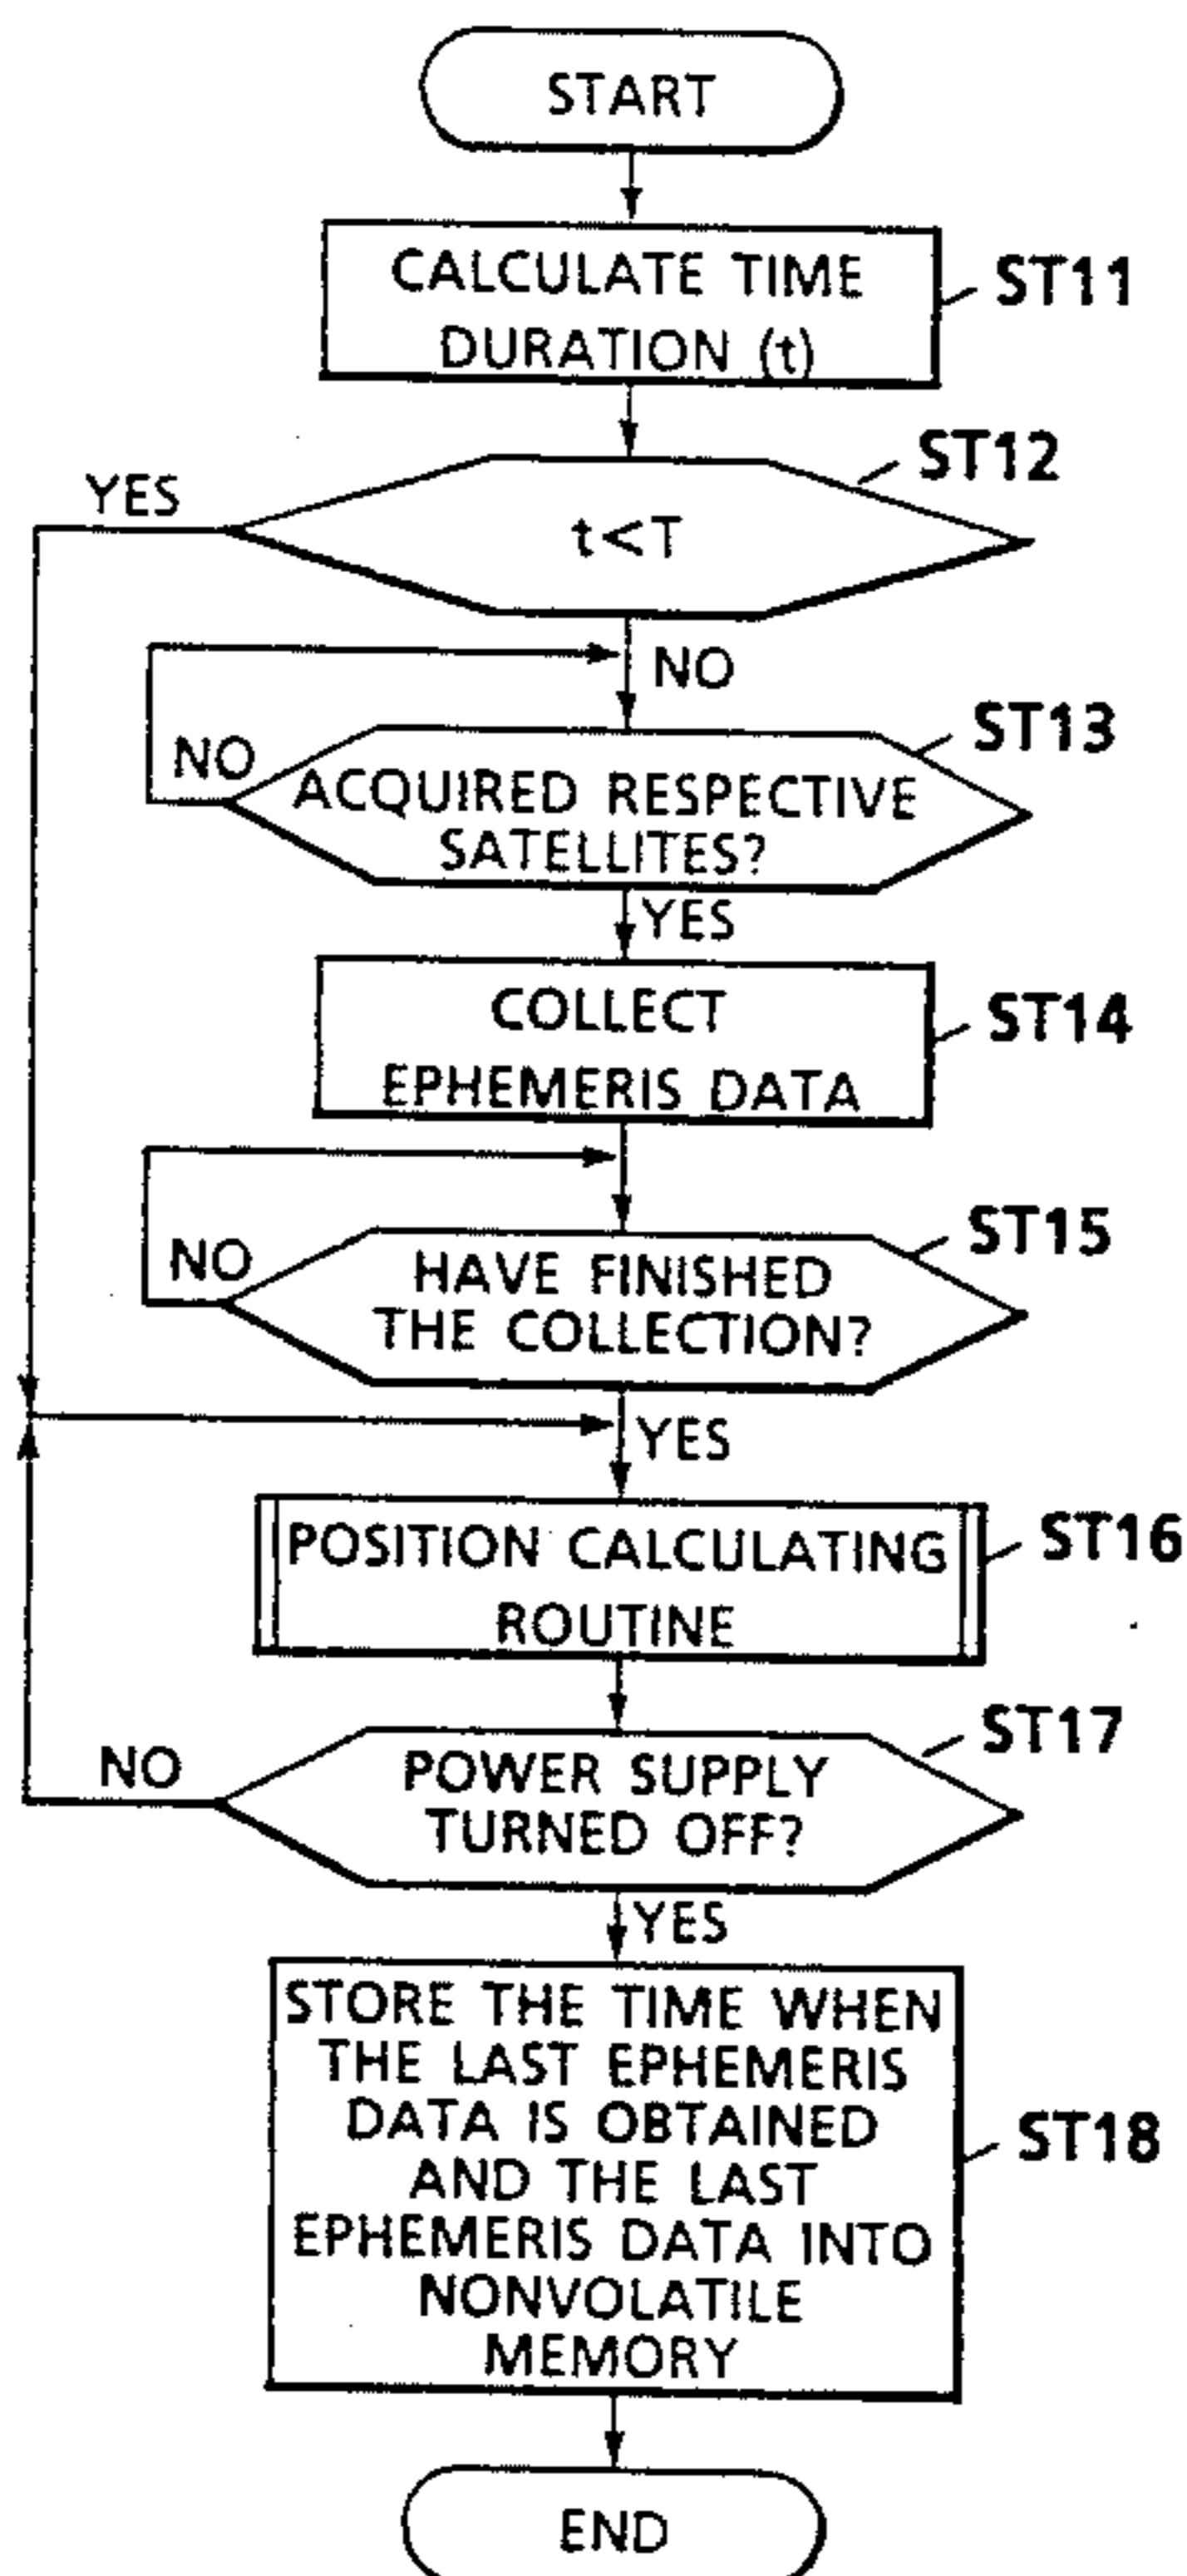 START
CALCULATE TIME
DURATION (t)
ST11
ST12
YES
t<T
NO
ST13
NO
ACQUIRED RESPECTIVE
SATELLITES?
YES
COLLECT
EPHEMERIS DATA
ST14
ST15
NO
HAVE FINISHED
THE COLLECTION?
YES
POSITION CALCULATING
ROUTINE
ST16
ST17
NO
POWER SUPPLY
TURNED OFF?
YES
STORE THE TIME WHEN
THE LAST EPHEMERIS
DATA IS OBTAINED
AND THE LAST
EPHEMERIS DATA INTO
NONVOLATILE
MEMORY
ST18
END